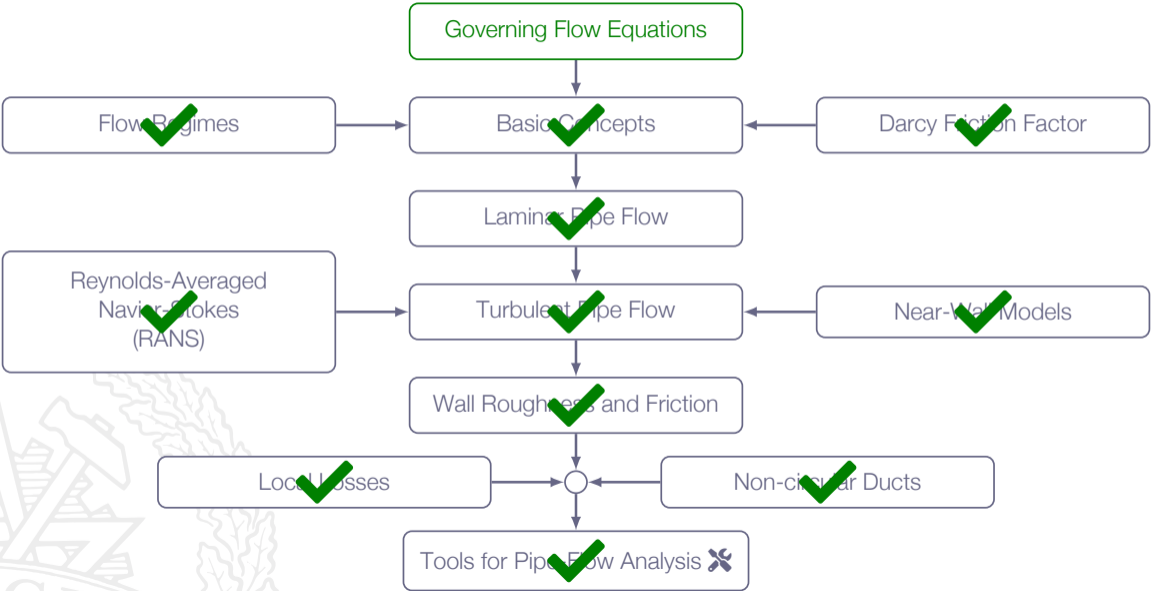 Governing Flow Equations
Flow Regimes
Basic Concepts
Darcy Friction Factor
Laminar Pipe Flow
Reynolds-Averaged
Navier-Stokes
(RANS)
Turbulent Pipe Flow
Near-Wall Models
Wall Roughness and Friction
Local Losses
Non-circular Ducts
Tools for Pipe-Flow Analysis